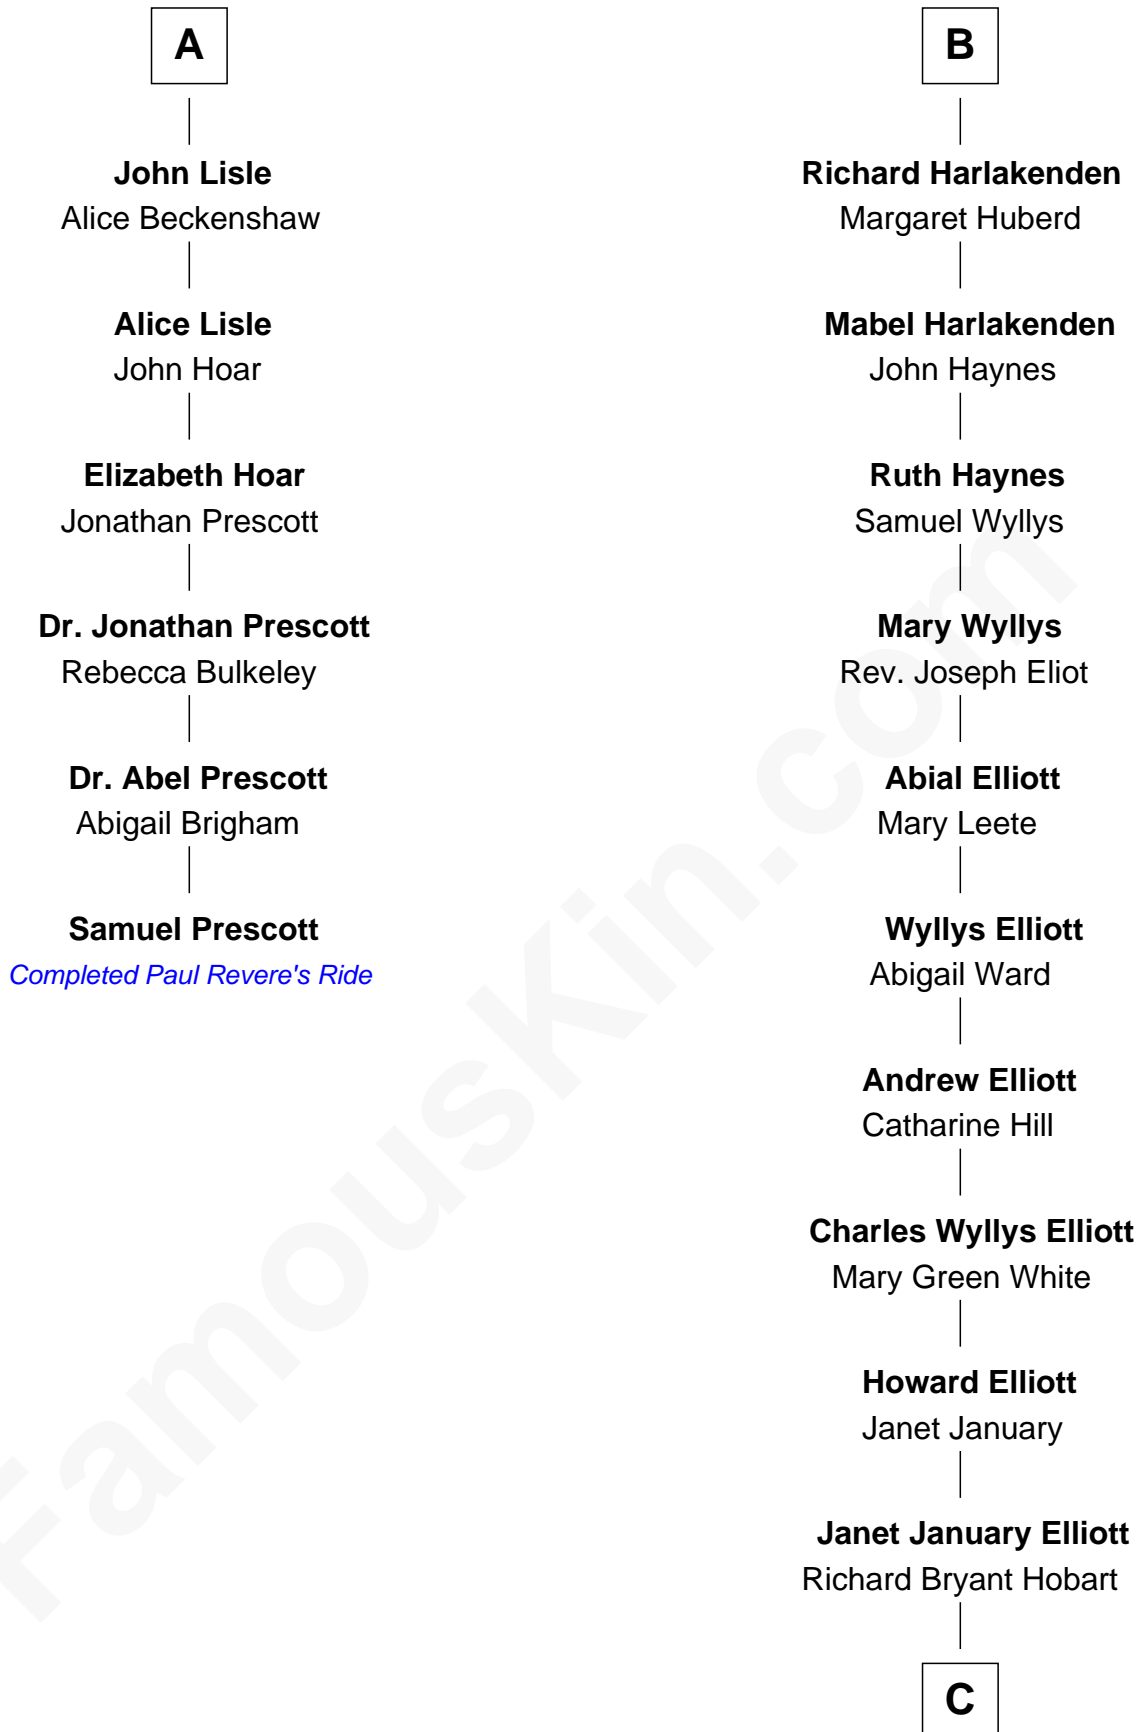 A
John Lisle
Alice Beckenshaw
Alice Lisle
John Hoar
Elizabeth Hoar
Jonathan Prescott
Dr. Jonathan Prescott
Rebecca Bulkeley
Dr. Abel Prescott
Abigail Brigham
Samuel Prescott
Completed Paul Revere's Ride
B
Richard Harlakenden
Margaret Huberd
Mabel Harlakenden
John Haynes
Ruth Haynes
Samuel Wyllys
Mary Wyllys
Rev. Joseph Eliot
Abial Elliott
Mary Leete
Wyllys Elliott
Abigail Ward
Andrew Elliott
Catharine Hill
Charles Wyllys Elliott
Mary Green White
Howard Elliott
Janet January
Janet January Elliott
Richard Bryant Hobart
C
FamousKin.com